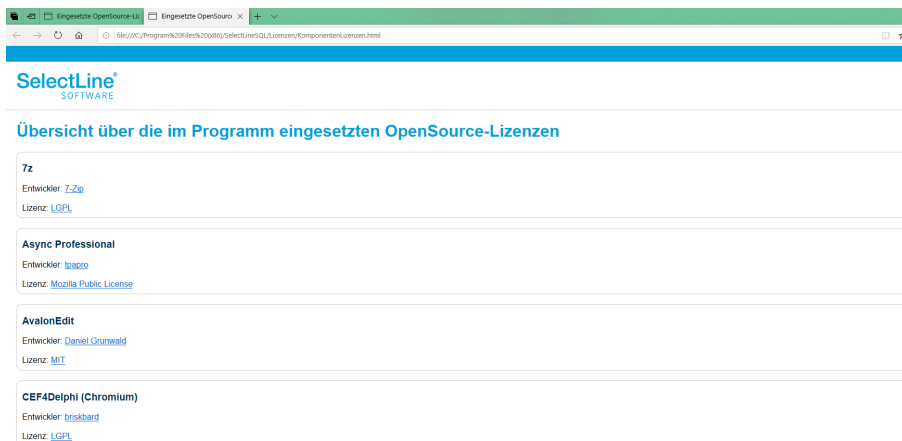 Eingesetzte OpenSource-Liz
Eingesetzte OpenSouro
file:///C:/Program%20Files%20(x86)/SelectLineSQL/Lizenzen/KomponentenLizenzen.html
SelectLine®
SOFTWARE
Übersicht über die im Programm eingesetzten OpenSource-Lizenzen
7z
Entwickler: 7-Zip
Lizenz: LGPL
Async Professional
Entwickler: tpapro
Lizenz: Mozilla Public License
AvalonEdit
Entwickler: Daniel Grunwald
Lizenz: MIT
CEF4Delphi (Chromium)
Entwickler: briskbard
Lizenz: LGPL